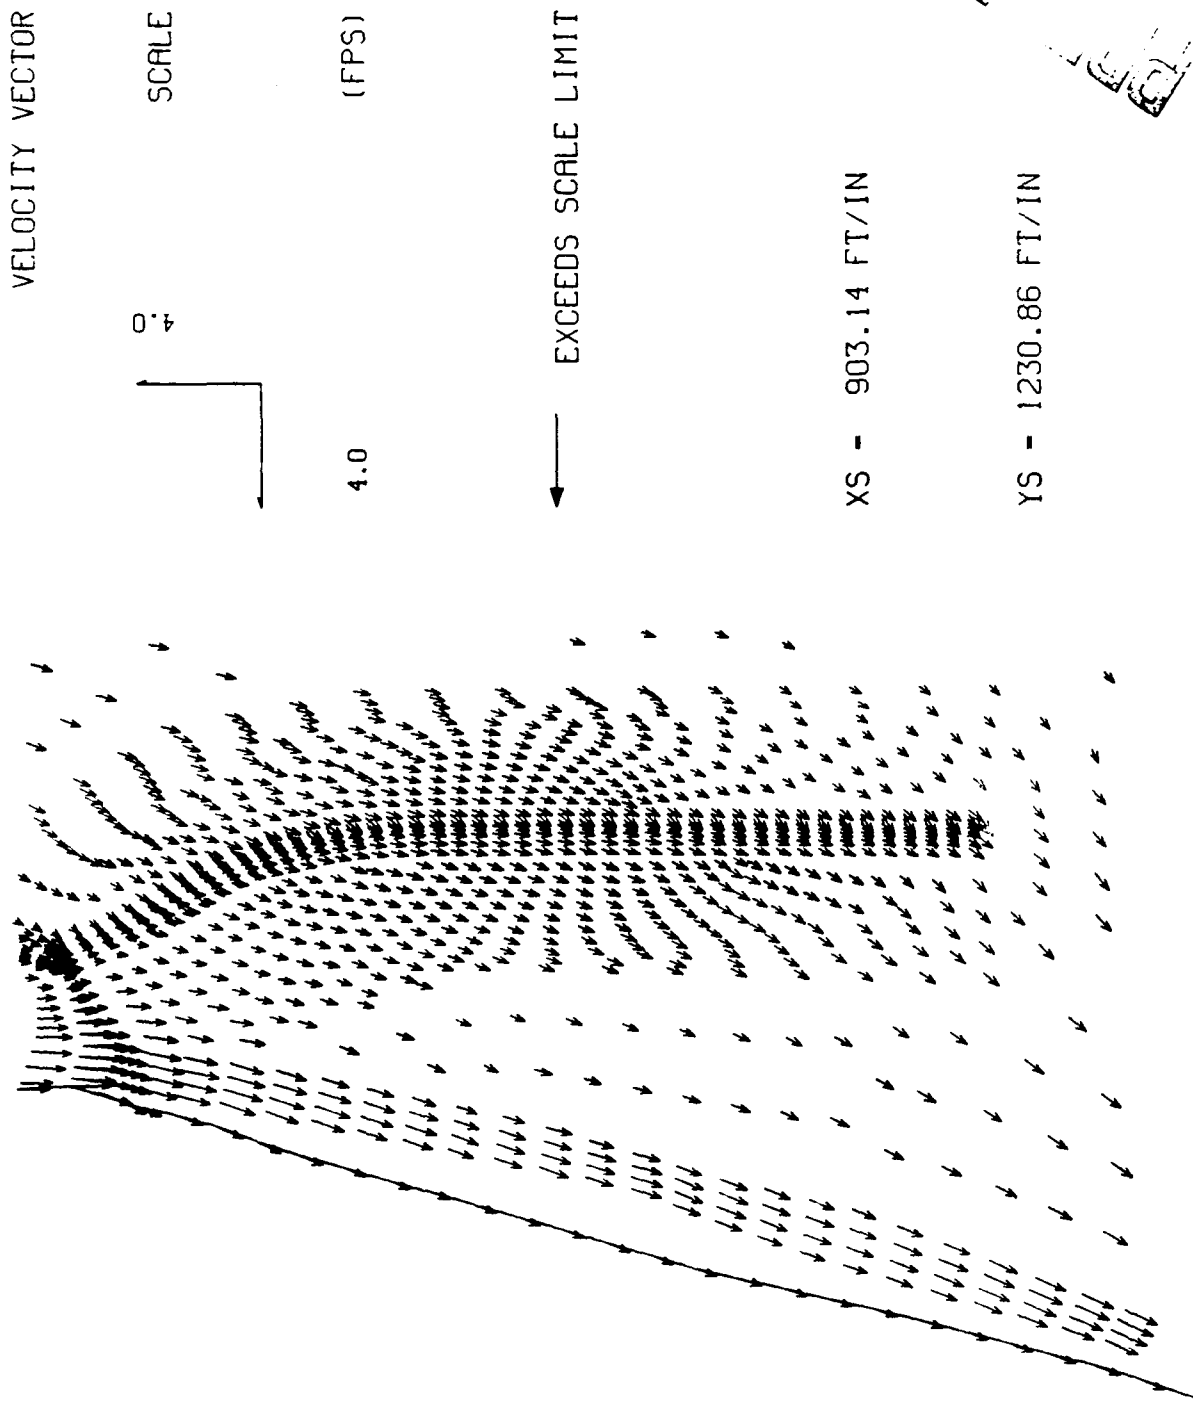 VELOCITY VECTOR
SCALE
4.0
(FPS)
4.0
EXCEEDS SCALE LIMIT
XS - 903.14 FT/IN
YS - 1230.86 FT/IN